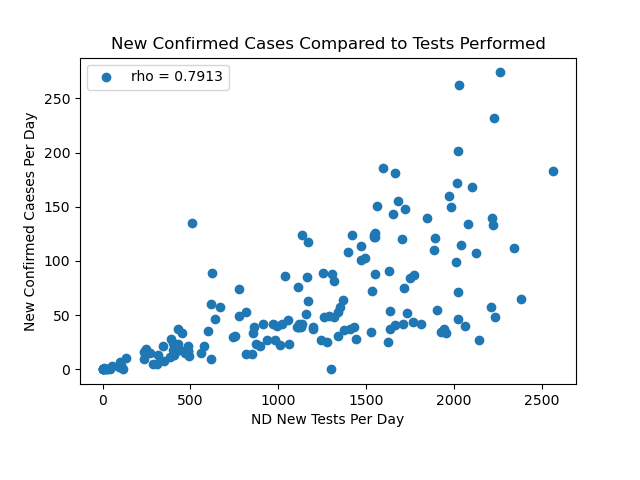 New Confirmed Cases Compared to Tests Performed
rho = 0.7913
250
200
150
100
50
0
New Confirmed Caeses Per Day
0 500 1000 1500 2000 2500
ND New Tests Per Day